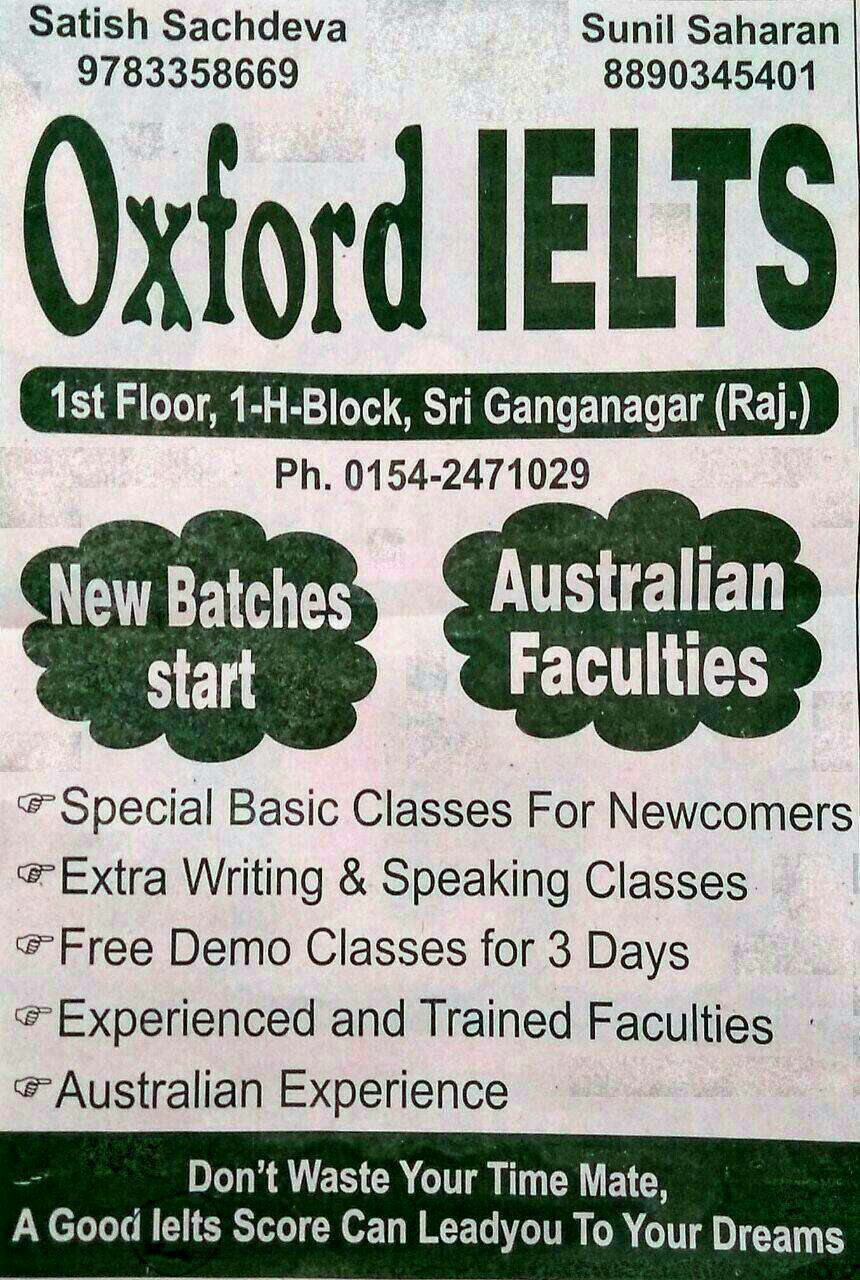 Satish Sachdeva
9783358669
Sunil Saharan
8890345401
Oxford IELTS
1st Floor, 1-H-Block, Sri Ganganagar (Raj.)
Ph. 0154-2471029
New Batches
start
Australian
Faculties
☞Special Basic Classes For Newcomers
☞Extra Writing & Speaking Classes
☞Free Demo Classes for 3 Days
☞Experienced and Trained Faculties
☞Australian Experience
Don't Waste Your Time Mate,
A Good Ielts Score Can Leadyou To Your Dreams